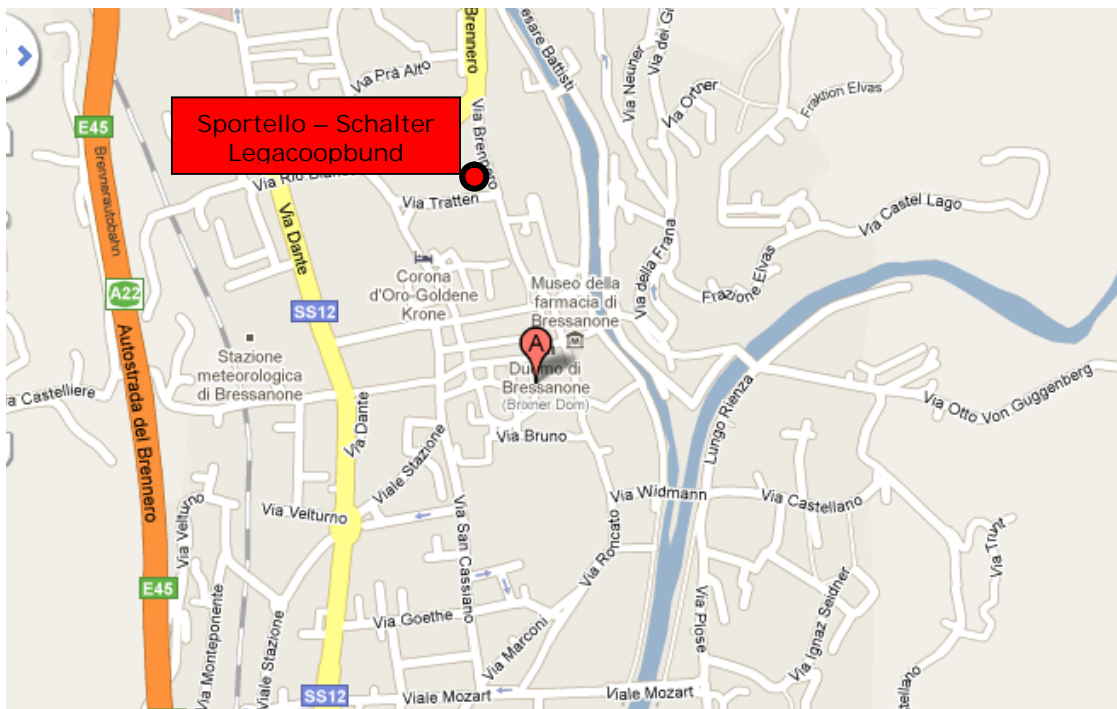 Brennero
Cesare Battisti
Via Neuner
Via dei
Via Prà Alto
Via Ortner
Fraktion Elvas
Sportello – Schalter
Legacoopbund
E45
Brennerautobahn
Via Brennero
Via Rio
Via Tratten
Via Castel Lago
Via Dante
Via della Frana
Frazione Elvas
Corona
d'Oro-Goldene
Krone
Museo della
farmacia di
Bressanone
M
A22
SS12
A
Stazione
meteorologica
di Bressanone
Duomo di
Bressanone
(Brixner Dom)
Autostrada del Brennero
Castelliere
Via Otto Von Guggenberg
Lungo Rienza
Via Dante
Viale Stazione
Via Bruno
Via Widmann
Via Castellano
Via Velturno
Via Velturno
Via San Cassiano
Via Roncato
Via Trunt
E45
Via Goethe
Via Plose
Via Ignaz Seidner
Via Monteponente
Viale Stazione
Via Marconi
SS12
Viale Mozart
Viale Mozart